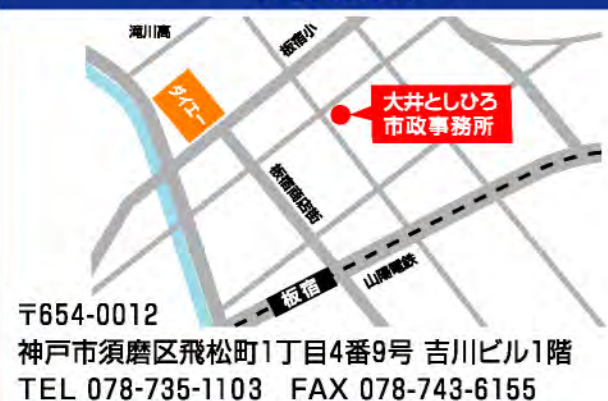 滝川高
板宿小
ダイエー
大井としひろ
市政事務所
板宿商店街
山陽電鉄
板宿
〒654-0012
神戸市須磨区飛松町1丁目4番9号 吉川ビル1階
TEL 078-735-1103 FAX 078-743-6155